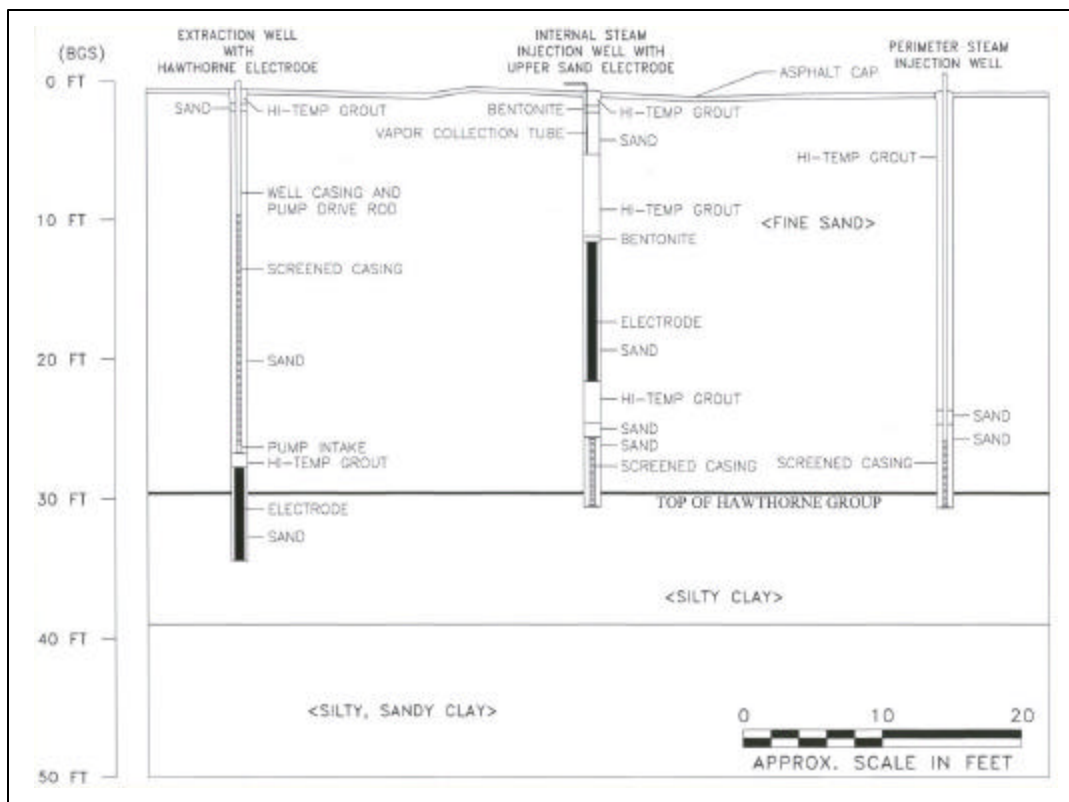 (BGS)
EXTRACTION WELL
WITH
HAWTHORNE ELECTRODE
INTERNAL STEAM
INJECTION WELL WITH
UPPER SAND ELECTRODE
PERIMETER STEAM
INJECTION WELL
ASPHALT CAP
0 FT
SAND
HI-TEMP GROUT
BENTONITE
HI-TEMP GROUT
VAPOR COLLECTION TUBE
SAND
HI-TEMP GROUT
WELL CASING AND
PUMP DRIVE ROD
10 FT
HI-TEMP GROUT
<FINE SAND>
BENTONITE
SCREENED CASING
ELECTRODE
SAND
20 FT
SAND
HI-TEMP GROUT
SAND
SAND
SAND
SAND
PUMP INTAKE
HI-TEMP GROUT
SCREENED CASING
SCREENED CASING
30 FT
TOP OF HAWTHORNE GROUP
ELECTRODE
SAND
<SILTY CLAY>
40 FT
<SILTY, SANDY CLAY>
0 10 20
APPROX. SCALE IN FEET
50 FT